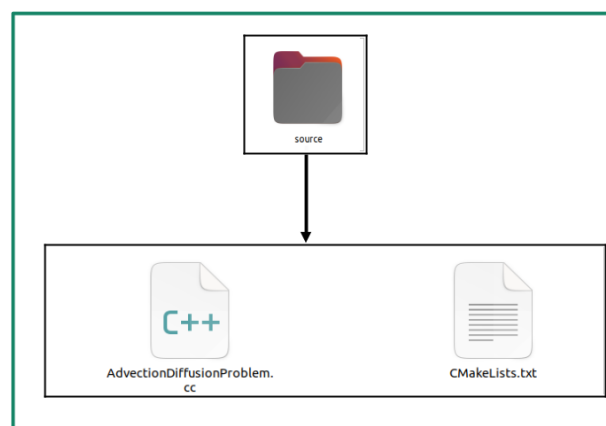 source
C++
AdvectionDiffusionProblem.
cc
CMakeLists.txt